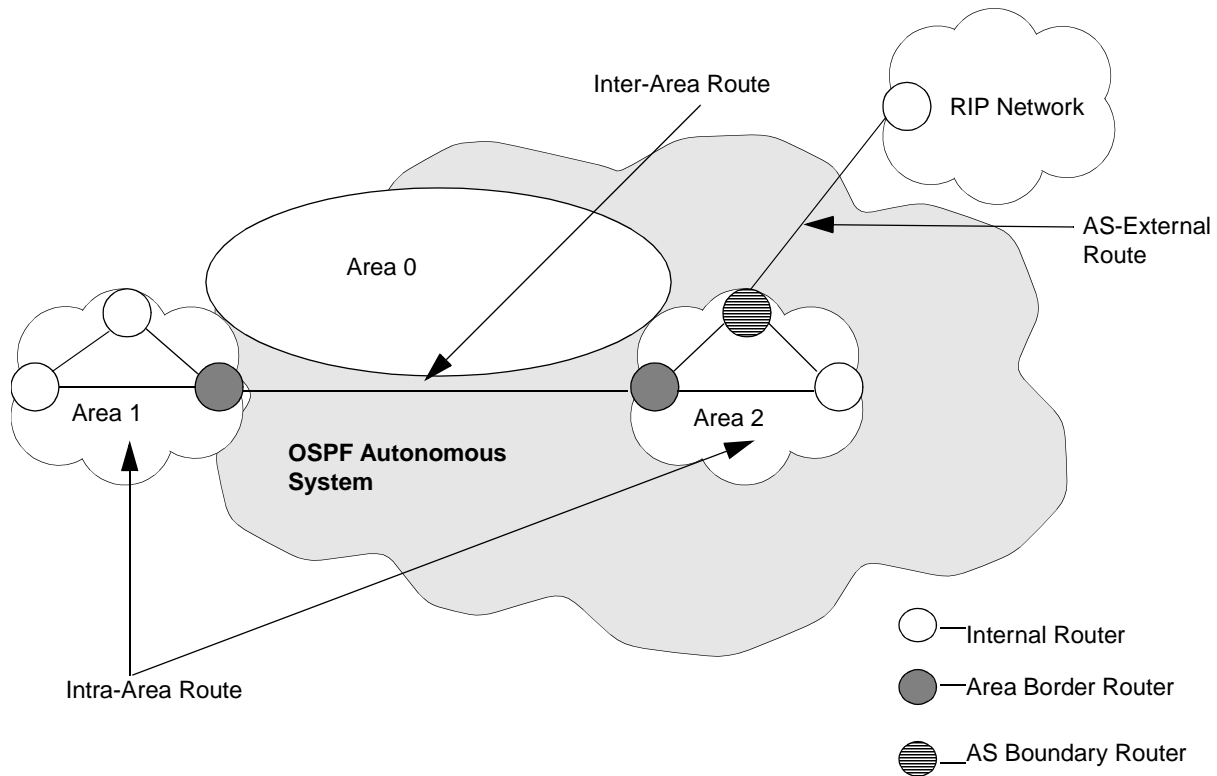 Inter-Area Route
RIP Network
AS-External
Route
Area 0
Area 1
Area 2
OSPF Autonomous
System
Intra-Area Route
Internal Router
Area Border Router
AS Boundary Router